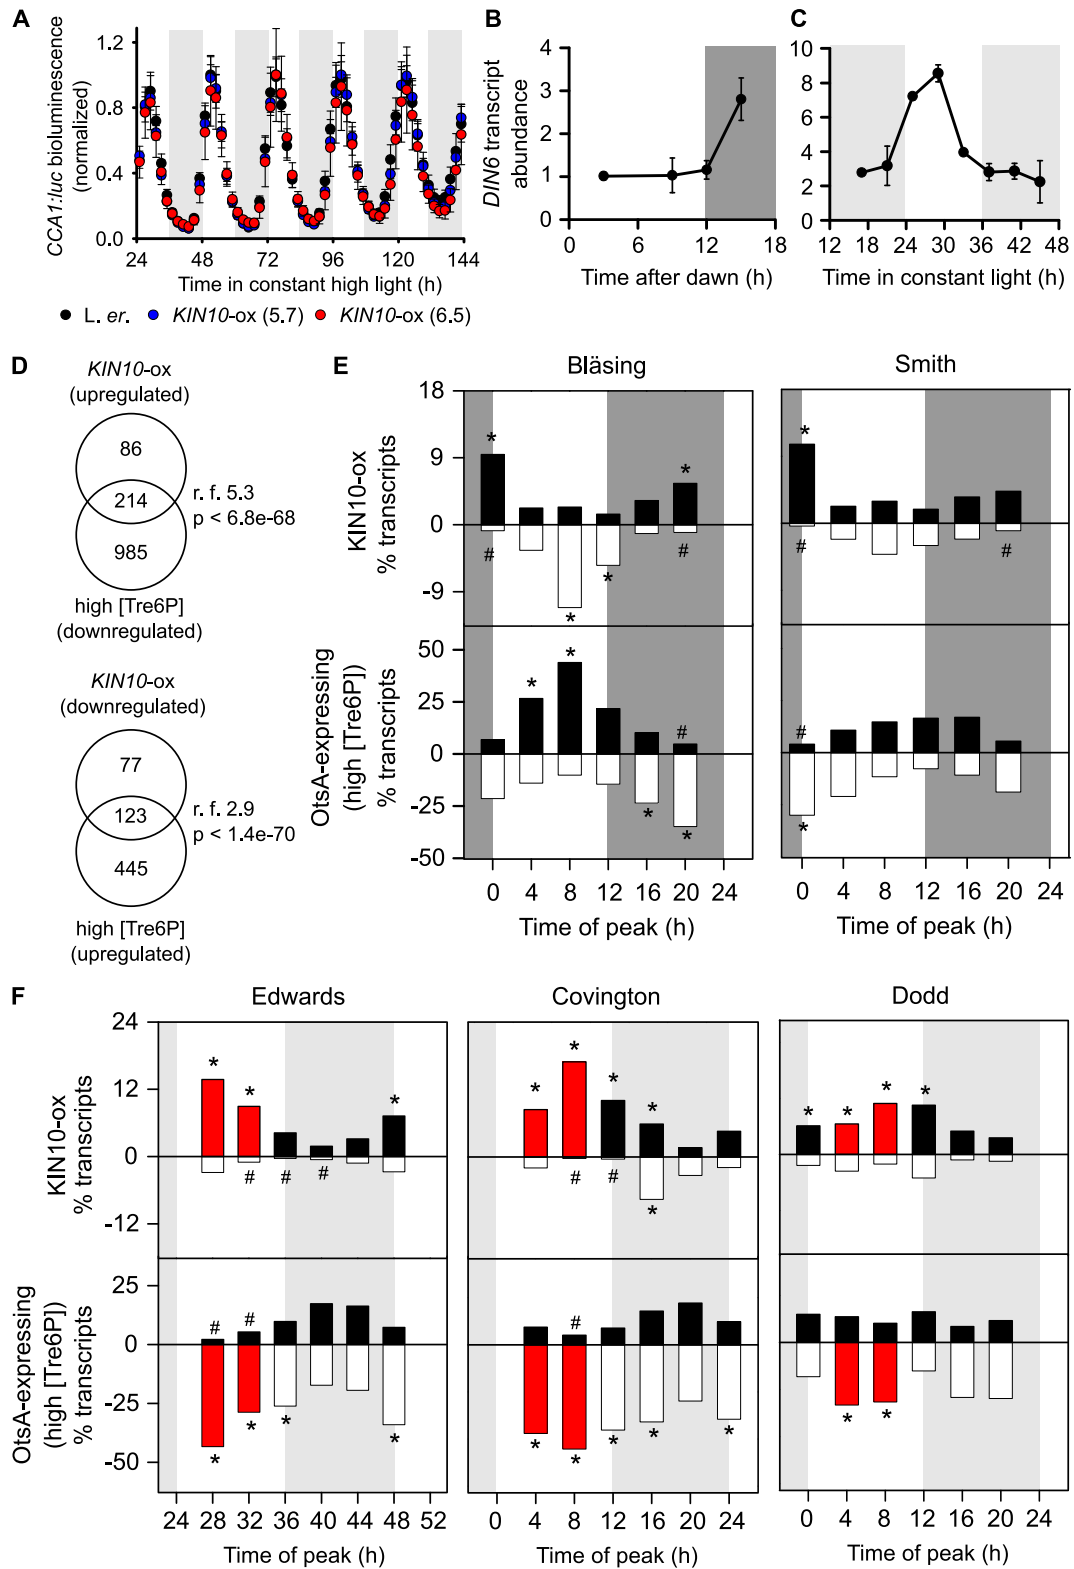 A
CCA1:luc bioluminescence
(normalized)
1.2
0.8
0.4
0.0
24 48 72 96 120 144
Time in constant high light (h)
L. er. KIN10-ox (5.7) KIN10-ox (6.5)
B
DIN6 transcript
abundance
4
3
2
1
0
0 6 12 18
Time after dawn (h)
C
10
8
6
4
2
0
12 18 24 30 36 42 48
Time in constant light (h)
D
KIN10-ox
(upregulated)
86
214
985
r. f. 5.3
p < 6.8e-68
high [Tre6P]
(downregulated)
KIN10-ox
(downregulated)
77
123
445
r. f. 2.9
p < 1.4e-70
high [Tre6P]
(upregulated)
E
Bläsing
Smith
KIN10-ox
% transcripts
18
9
0
-9
* *
# * * #
*
# #
OtsA-expressing
(high [Tre6P])
% transcripts
50
25
0
-25
-50
* * #
* *
#
*
0 4 8 12 16 20 24
Time of peak (h)
0 4 8 12 16 20 24
Time of peak (h)
F
Edwards
Covington
Dodd
KIN10-ox
% transcripts
24
12
0
-12
* * *
# # #
* * * *
# # *
* * * *
OtsA-expressing
(high [Tre6P])
% transcripts
25
0
-25
-50
# #
* * * *
#
* * * * *
* *
24 28 32 36 40 44 48 52
Time of peak (h)
0 4 8 12 16 20 24
Time of peak (h)
0 4 8 12 16 20 24
Time of peak (h)